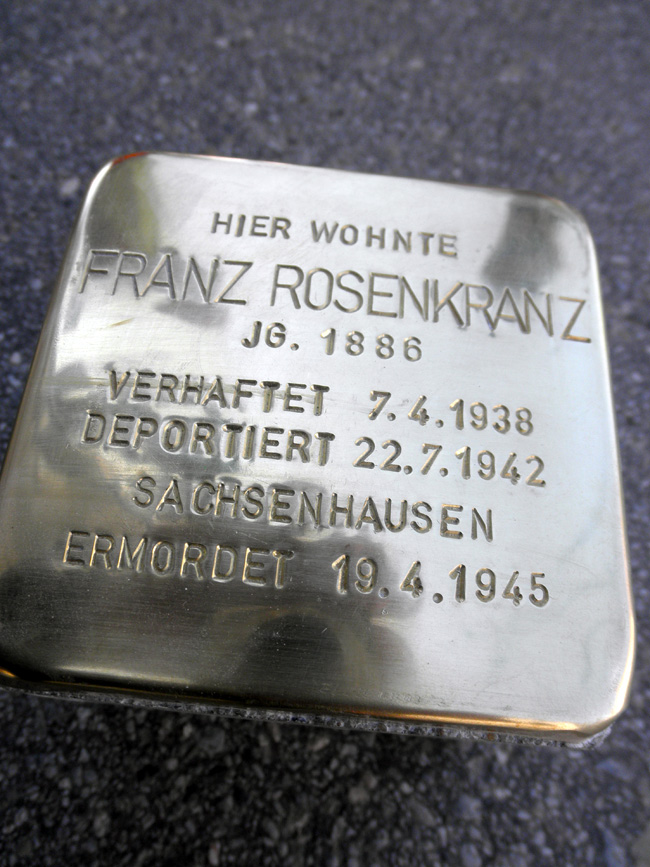 HIER WOHNTE
FRANZ ROSENKRANZ
JG. 1886
VERHAFTET 7.4.1938
DEPORTIERT 22.7.1942
SACHSENHAUSEN
ERMORDET 19.4.1945